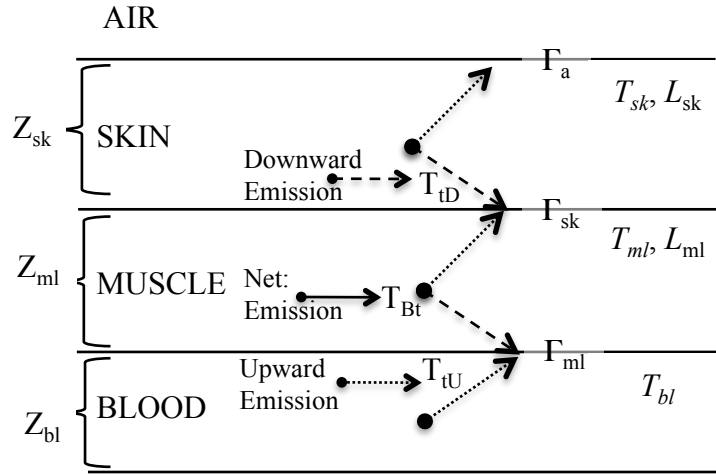 AIR
Γa
Tsk, Lsk
Zsk
SKIN
Downward
Emission
TtD
Γsk
Tml, Lml
Zml
MUSCLE
Net:
Emission
TBt
Γml
Upward
Emission
TtU
Tbl
Zbl
BLOOD